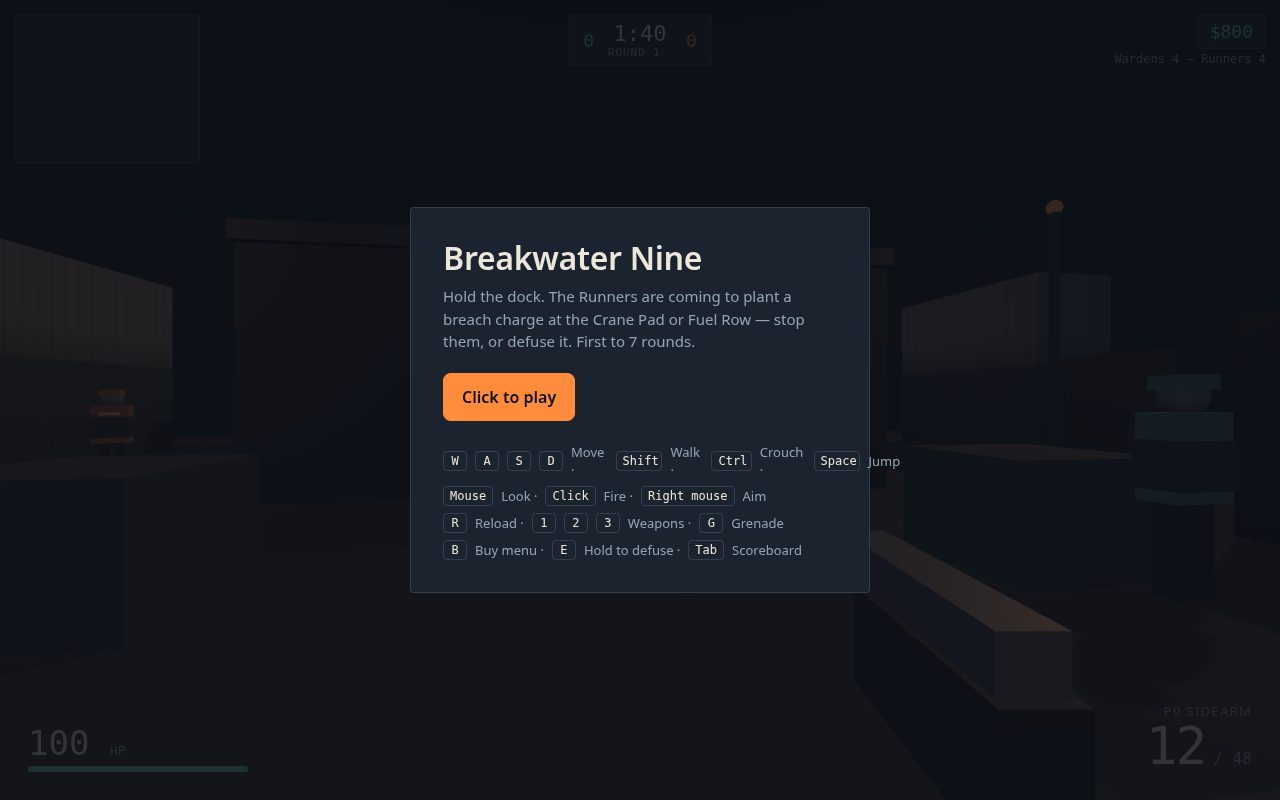 0 1:40 0
ROUND 1
$800
Wardens 4 — Runners 4
Breakwater Nine
Hold the dock. The Runners are coming to plant a
breach charge at the Crane Pad or Fuel Row — stop
them, or defuse it. First to 7 rounds.
Click to play
W A S D Move · Shift Walk · Ctrl Crouch · Space Jump
Mouse Look · Click Fire · Right mouse Aim
R Reload · 1 2 3 Weapons · G Grenade
B Buy menu · E Hold to defuse · Tab Scoreboard
100 HP
P9 SIDEARM
12 / 48